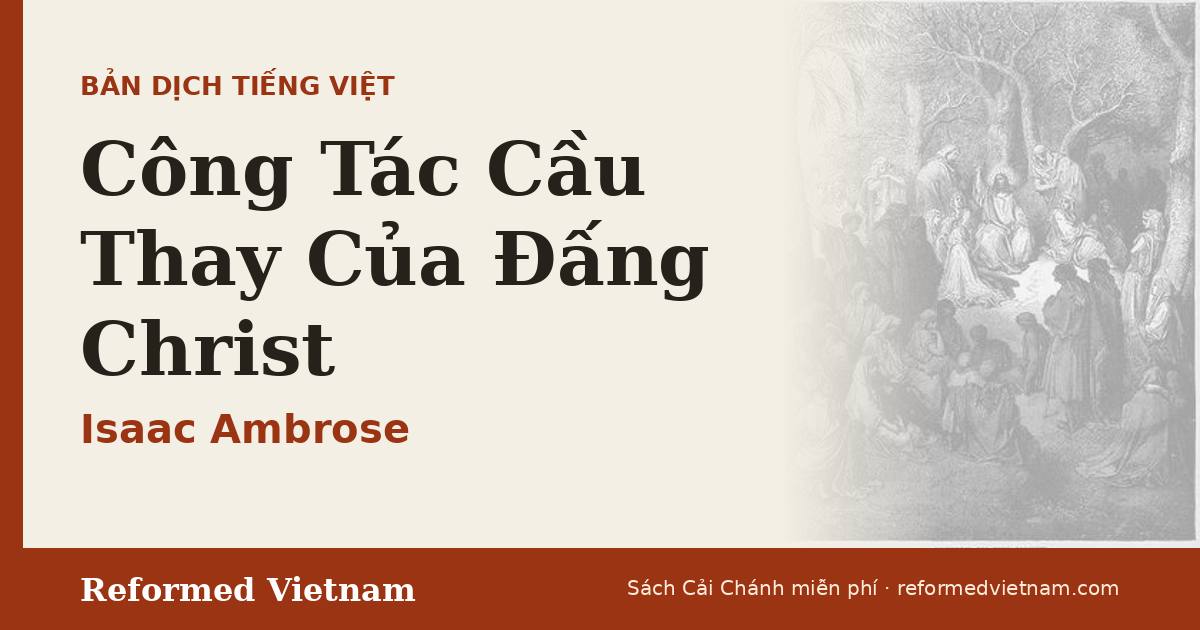 BẢN DỊCH TIẾNG VIỆT
Công Tác Cầu
Thay Của Đấng
Christ
Isaac Ambrose
Reformed Vietnam
Sách Cải Chánh miễn phí · reformedvietnam.com